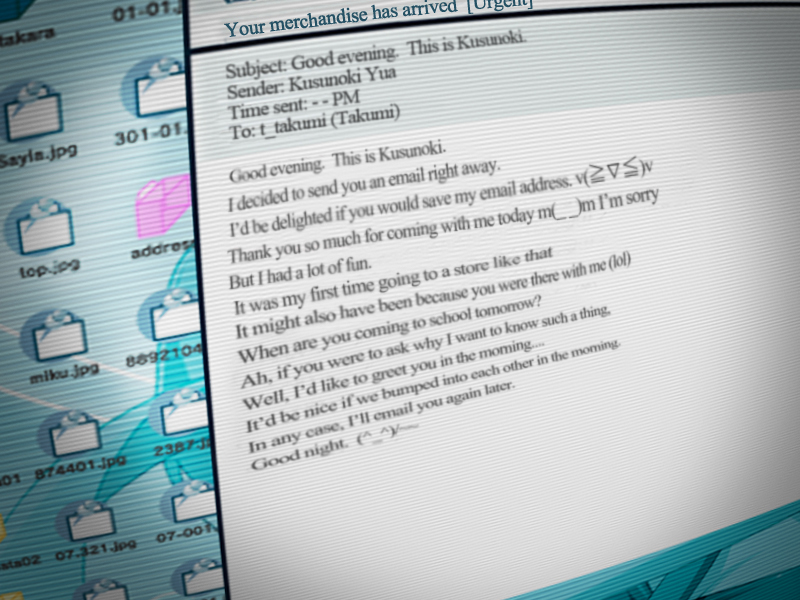 Your merchandise has arrived [Urgent]
Subject: Good evening. This is Kusunoki.
Sender: Kusunoki Yua
Time sent: - - PM
To: t_takumi (Takumi)
Good evening. This is Kusunoki.
I decided to send you an email right away.
I'd be delighted if you would save my email address. v(≧∇≦)v
Thank you so much for coming with me today m(_ _)m I'm sorry
But I had a lot of fun.
It was my first time going to a store like that
It might also have been because you were there with me (lol)
When are you coming to school tomorrow?
Ah, if you were to ask why I want to know such a thing,
Well, I'd like to greet you in the morning....
It'd be nice if we bumped into each other in the morning.
In any case, I'll email you again later.
Good night. (^_^)/~~
takara
01-01.
Sayla.jpg
301-01.
top.jpg
address
miku.jpg
8892104
01
874401.jpg
2387.j
sta02
07.321.jpg
07-001.